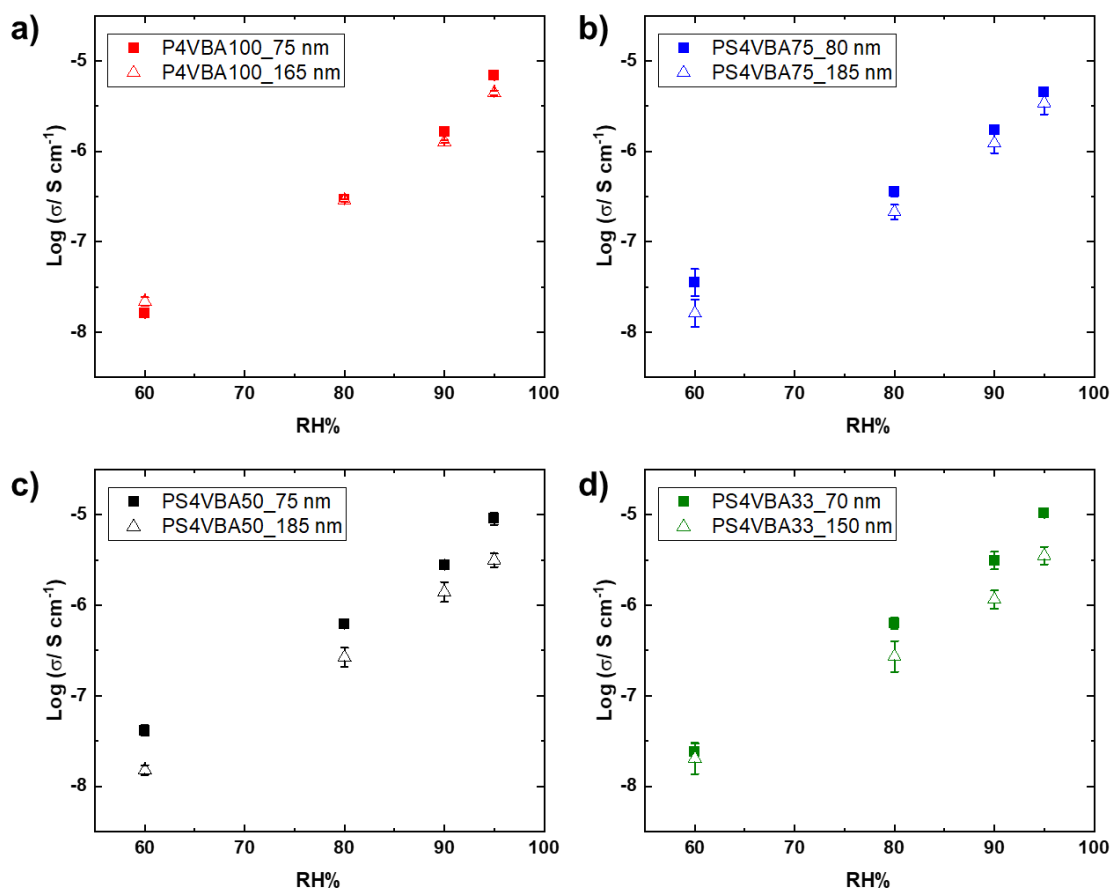 a)
P4VBA100_75 nm
P4VBA100_165 nm
-5
-6
-7
-8
Log (σ/ S cm⁻¹)
60 70 80 90 100
RH%
b)
PS4VBA75_80 nm
PS4VBA75_185 nm
-5
-6
-7
-8
Log (σ/ S cm⁻¹)
60 70 80 90 100
RH%
c)
PS4VBA50_75 nm
PS4VBA50_185 nm
-5
-6
-7
-8
Log (σ/ S cm⁻¹)
60 70 80 90 100
RH%
d)
PS4VBA33_70 nm
PS4VBA33_150 nm
-5
-6
-7
-8
Log (σ/ S cm⁻¹)
60 70 80 90 100
RH%